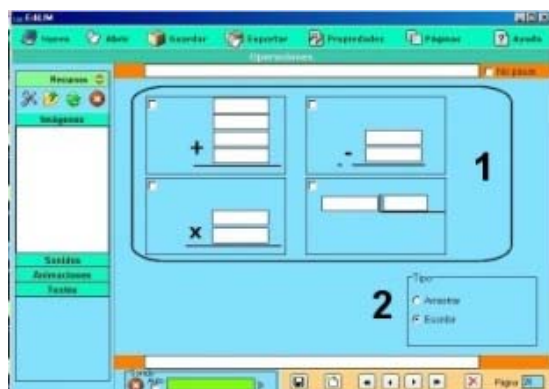 EdiLIM
Nuevo Abrir Guardar Exportar Propiedades Páginas Ayuda
Operaciones
Recursos
Imágenes
+
-
1
x
Sonidos
Animaciones
Textos
Tipo
2
Arrastrar
Escribir
Página